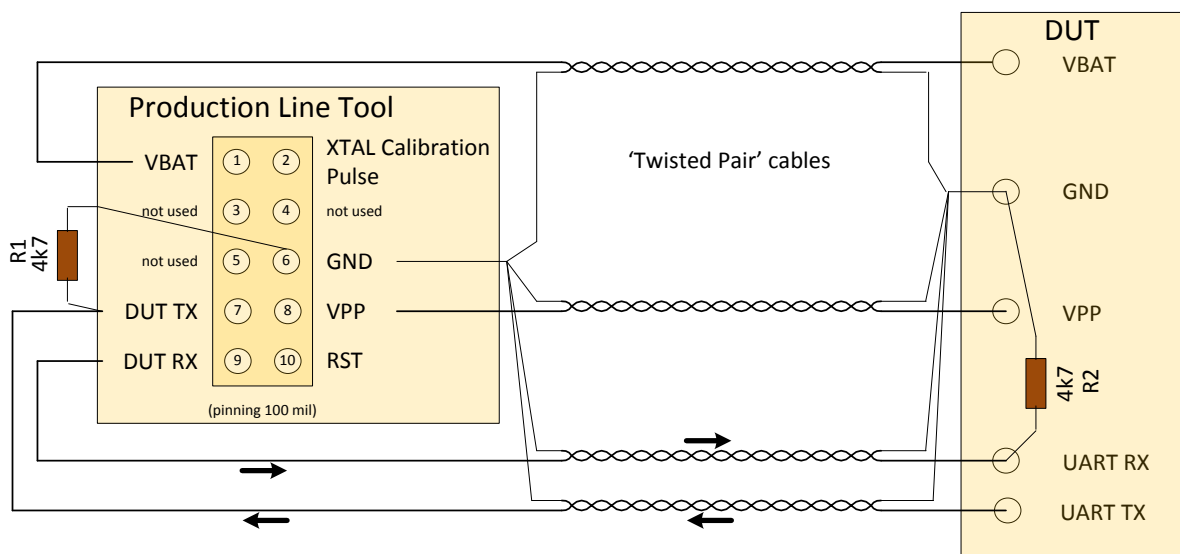 DUT
VBAT
Production Line Tool
VBAT
1
2
XTAL Calibration
Pulse
'Twisted Pair' cables
not used
3
4
not used
GND
R1
4k7
not used
5
6
GND
DUT TX
7
8
VPP
VPP
DUT RX
9
10
RST
4k7
R2
(pinning 100 mil)
UART RX
UART TX